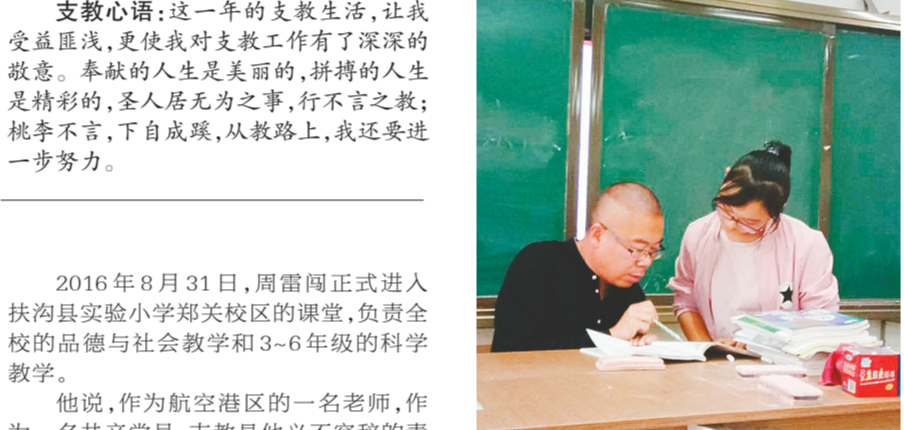 支教心语：这一年的支教生活，让我
受益匪浅，更使我对支教工作有了深深的
敬意。奉献的人生是美丽的，拼搏的人生
是精彩的，圣人居无为之事，行不言之教；
桃李不言，下自成蹊，从教路上，我还要进
一步努力。
2016年8月31日，周雷闯正式进入
扶沟县实验小学郑关校区的课堂，负责全
校的品德与社会教学和3~6年级的科学
教学。
他说，作为航空港区的一名老师，作